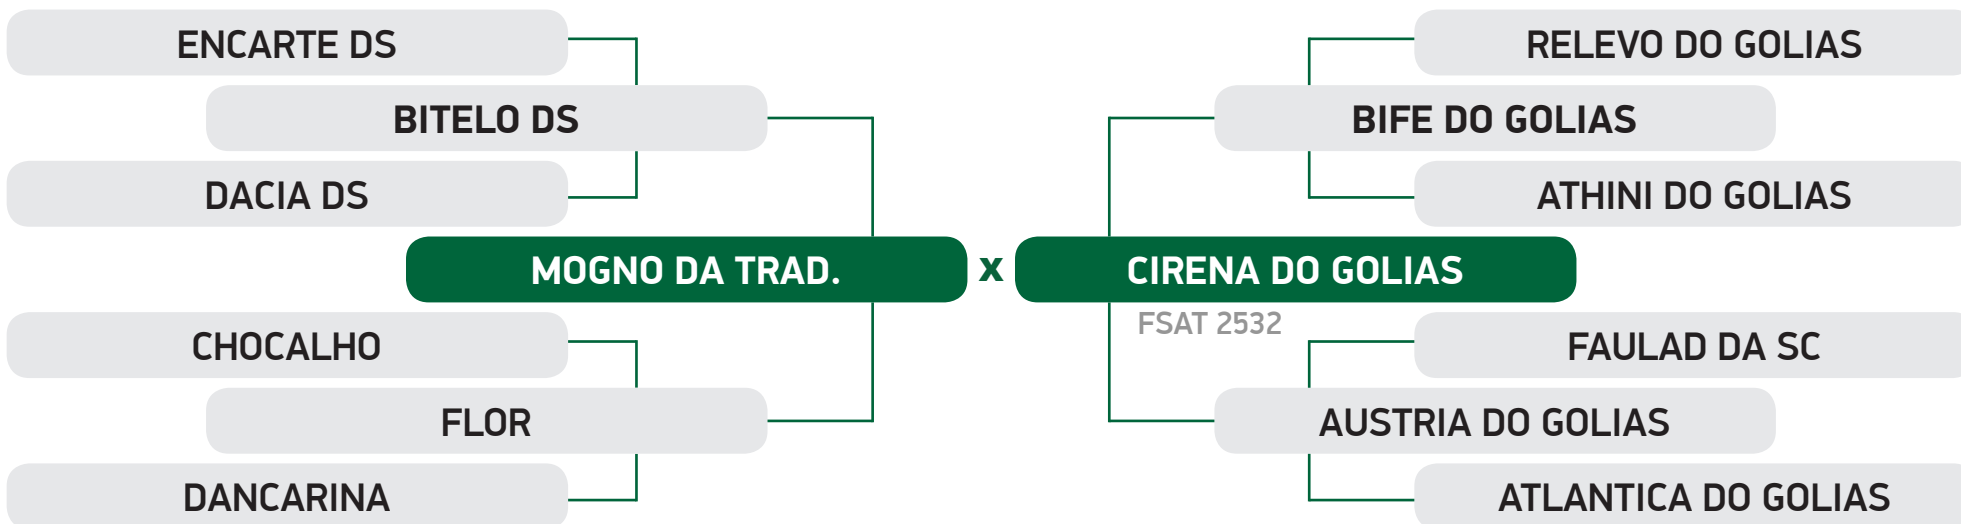 ENCARTE DS
BITELO DS
DACIA DS
MOGNO DA TRAD.
CHOCALHO
FLOR
DANCARINA
x
RELEVO DO GOLIAS
BIFE DO GOLIAS
ATHINI DO GOLIAS
CIRENA DO GOLIAS
FSAT 2532
FAULAD DA SC
AUSTRIA DO GOLIAS
ATLANTICA DO GOLIAS